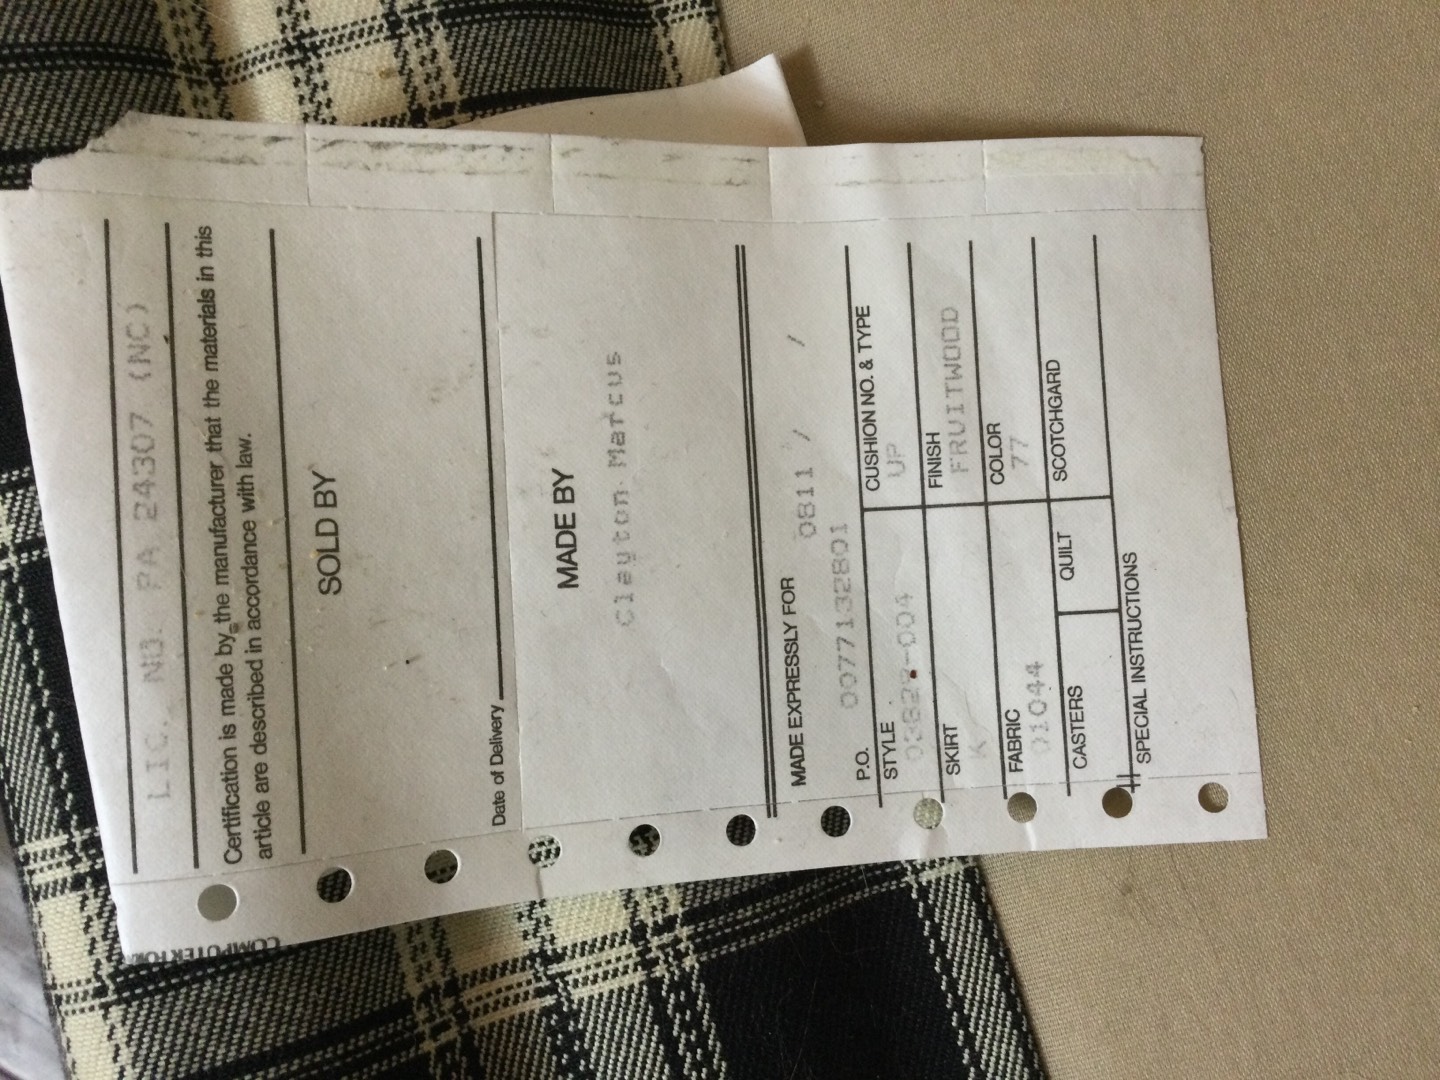 LIC. NO. PA 24307 (NC)
Certification is made by the manufacturer that the materials in this
article are described in accordance with law.
SOLD BY
Date of Delivery
MADE BY
Clayton Marcus
MADE EXPRESSLY FOR 0811 / /
P.O. 0077132801
STYLE CUSHION NO. & TYPE
UP
SKIRT FINISH
K FRUITWOOD
FABRIC COLOR
01044 77
CASTERS QUILT SCOTCHGARD
SPECIAL INSTRUCTIONS